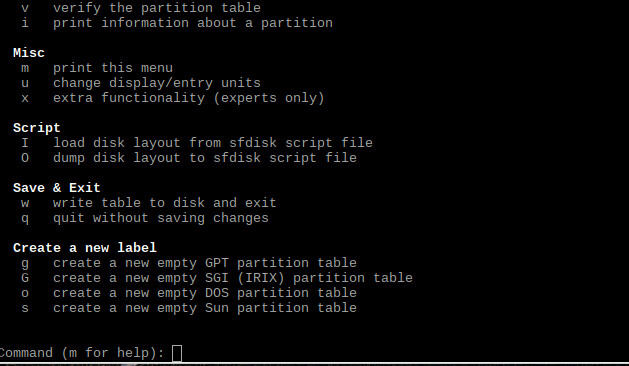 v   verify the partition table
i   print information about a partition
Misc
m   print this menu
u   change display/entry units
x   extra functionality (experts only)
Script
I   load disk layout from sfdisk script file
O   dump disk layout to sfdisk script file
Save & Exit
w   write table to disk and exit
q   quit without saving changes
Create a new label
g   create a new empty GPT partition table
G   create a new empty SGI (IRIX) partition table
o   create a new empty DOS partition table
s   create a new empty Sun partition table
Command (m for help):